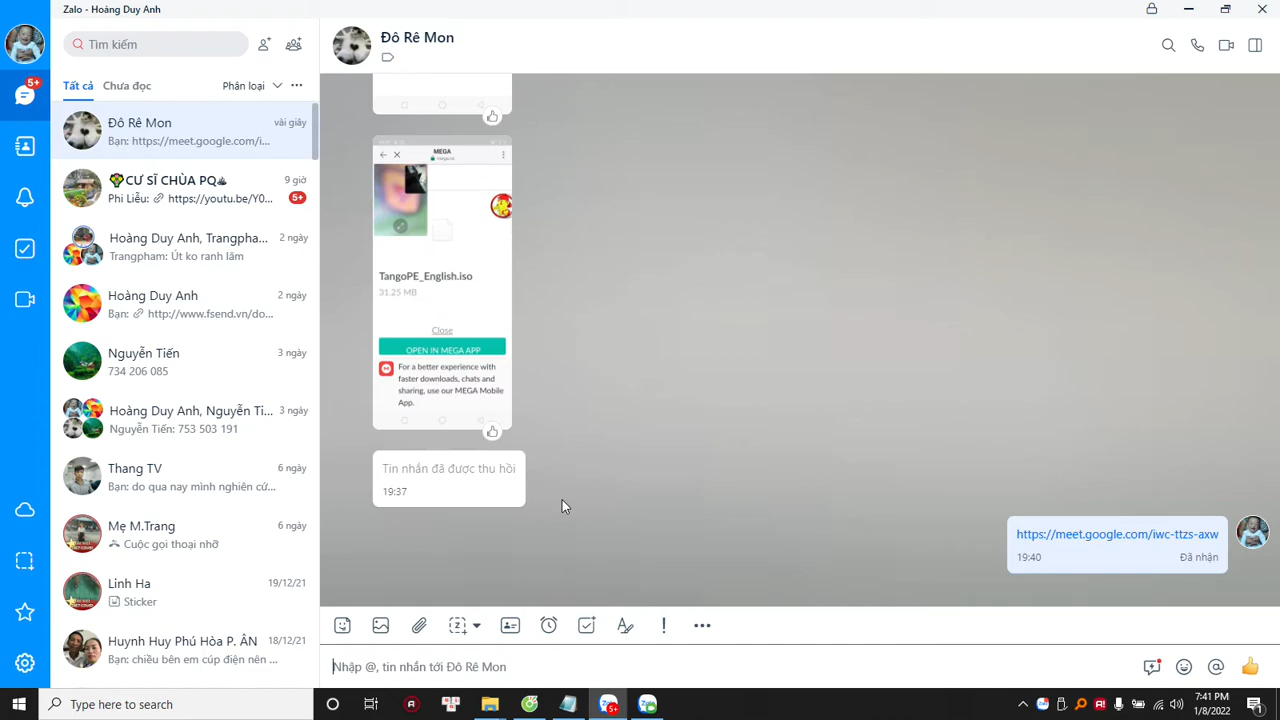 Zalo - Hoàng Duy Anh
Tìm kiếm
5+
Tất cả
Chưa đọc
Phân loại
Đô Rê Mon
vài giây
Bạn: https://meet.google.com/i...
CƯ SĨ CHÙA PQ
9 giờ
Phi Liễu: https://youtu.be/Y0...
5+
Hoàng Duy Anh, Trangpha...
2 ngày
Trangpham: Út ko ranh lắm
Hoàng Duy Anh
2 ngày
Bạn: http://www.fsend.vn/do...
Nguyễn Tiến
3 ngày
734 206 085
Hoàng Duy Anh, Nguyễn Ti...
3 ngày
Nguyễn Tiến: 753 503 191
Thang TV
6 ngày
Bạn: do qua nay mình nghiên cứ...
Mẹ M.Trang
6 ngày
Cuộc gọi thoại nhỡ
Linh Ha
19/12/21
Sticker
Huynh Huy Phú Hòa P. ÂN
18/12/21
Bạn: chiều bên em cúp điện nên ...
Đô Rê Mon
MEGA
mega.nz
TangoPE_English.iso
31.25 MB
Close
OPEN IN MEGA APP
For a better experience with
faster downloads, chats and
sharing, use our MEGA Mobile
App.
Tin nhắn đã được thu hồi
19:37
https://meet.google.com/iwc-ttzs-axw
19:40
Đã nhận
Nhập @, tin nhắn tới Đô Rê Mon
Type here to search
5+
7:41 PM
1/8/2022